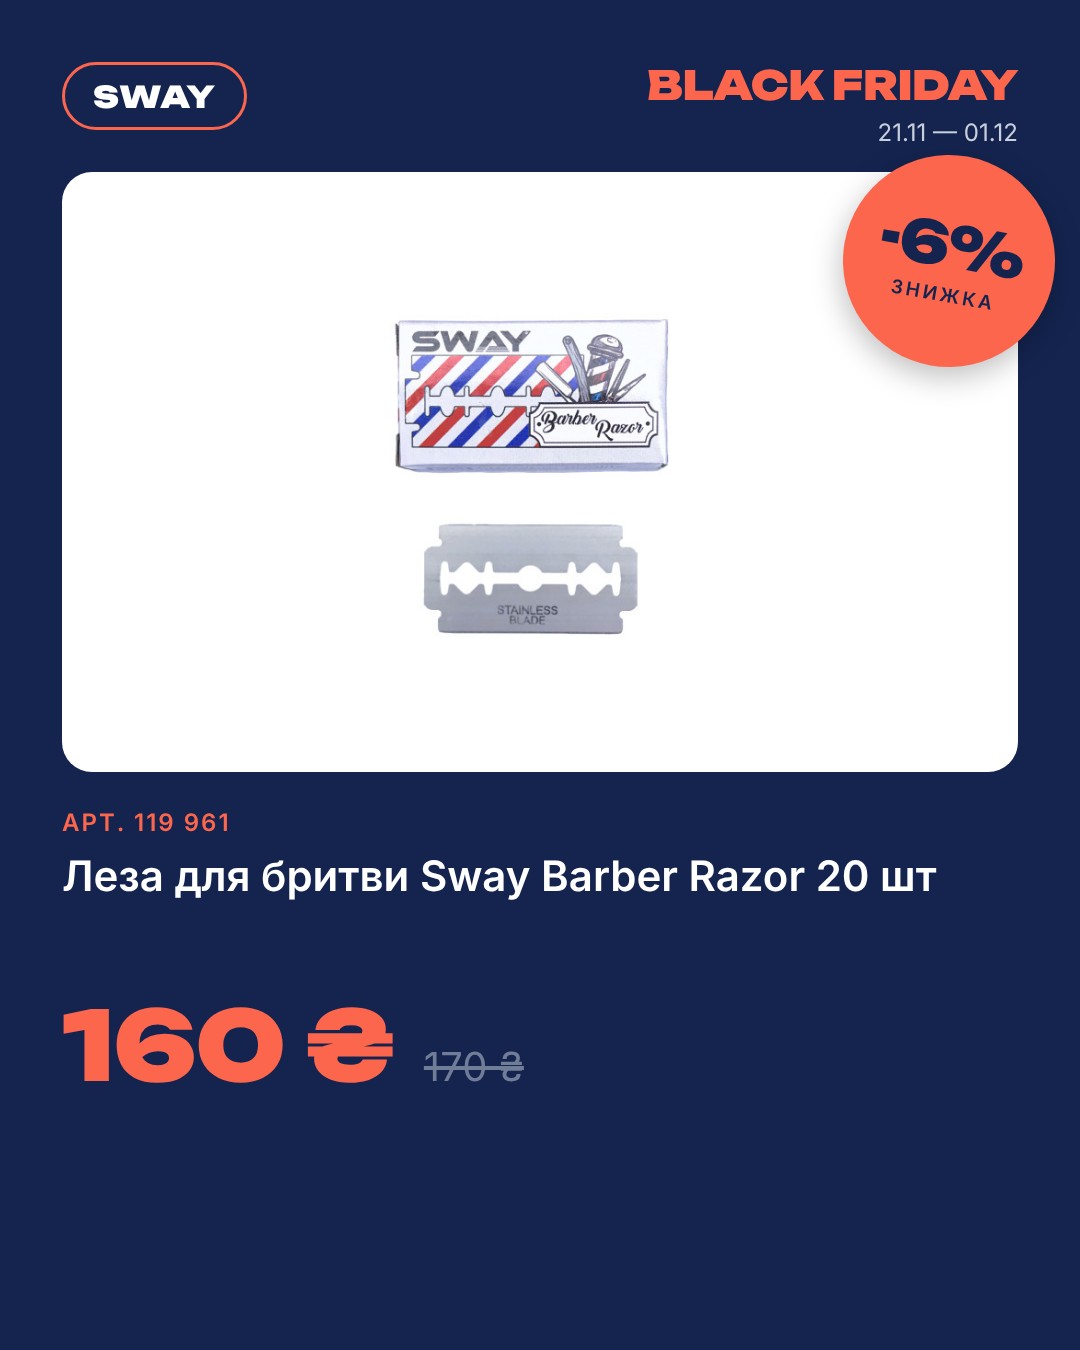 SWAY
BLACK FRIDAY
21.11 — 01.12
-6%
ЗНИЖКА
SWAY
Barber
Razor
STAINLESS
BLADE
АРТ. 119 961
Леза для бритви Sway Barber Razor 20 шт
160 ₴ 170 ₴